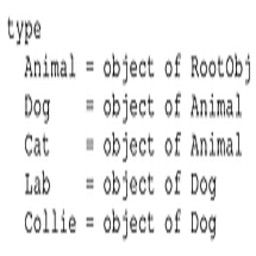 type
  Animal = object of RootObj
  Dog    = object of Animal
  Cat    = object of Animal
  Lab    = object of Dog
  Collie = object of Dog